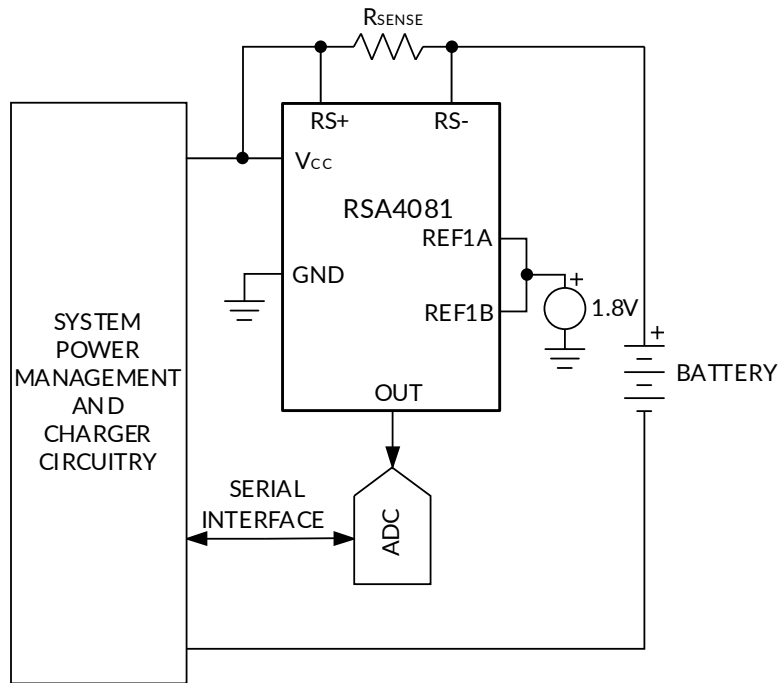 RSENSE
RS+
RS-
VCC
RSA4081
REF1A
GND
REF1B
+
1.8V
+
BATTERY
SYSTEM
POWER
MANAGEMENT
AND
CHARGER
CIRCUITRY
OUT
SERIAL
INTERFACE
ADC